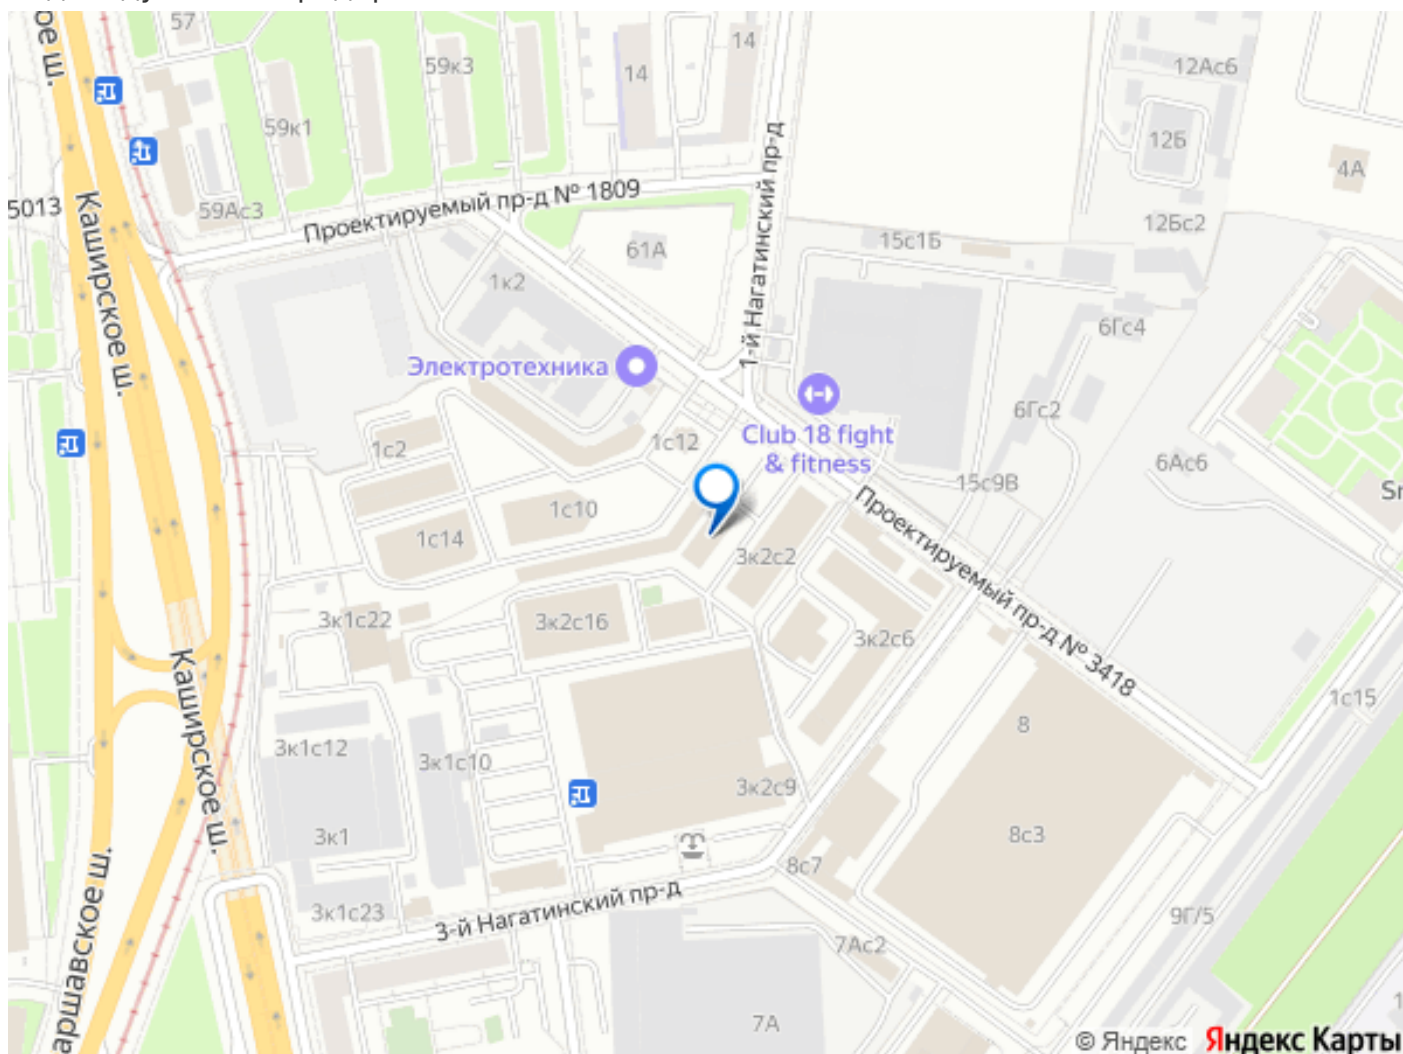 ое ш.
57
59к3
14
14
12Ас6
59к1
12Б
4А
5013
59Ас3
Проектируемый пр-д № 1809
12Бс2
Каширское ш.
1-й Нагатинский пр-д
61А
15с1Б
1к2
6Гс4
Электротехника
6Гс2
Club 18 fight
& fitness
1с2
1с12
6Ас6
15с9В
1с10
1с14
Проектируемый пр-д № 3418
3к2с2
3к1с22
3к2с16
3к2с6
Каширское ш.
1с15
8
3к1с12
3к1с10
3к2с9
3к1
8с3
8с7
3к1с23
3-й Нагатинский пр-д
9Г/5
7Ас2
аршавское ш.
7А
© Яндекс Яндекс Карты